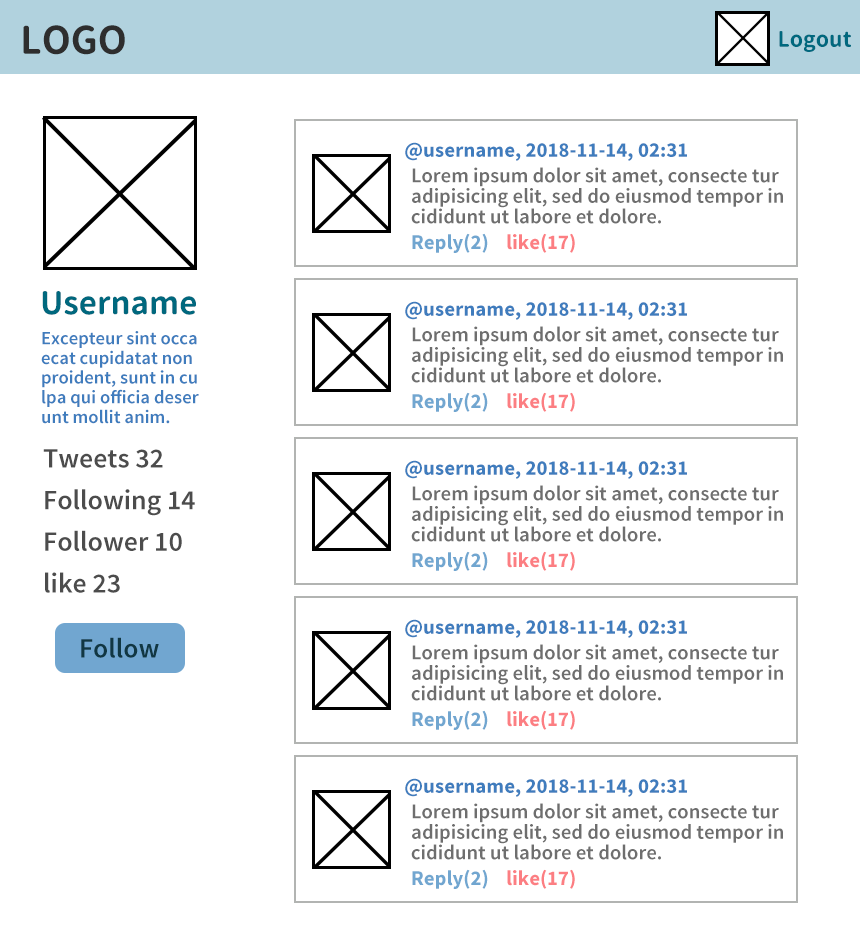 LOGO
Logout
Username
Excepteur sint occa
ecat cupidatat non
proident, sunt in cu
lpa qui officia deser
unt mollit anim.
Tweets 32
Following 14
Follower 10
like 23
Follow
@username, 2018-11-14, 02:31
Lorem ipsum dolor sit amet, consecte tur
adipisicing elit, sed do eiusmod tempor in
cididunt ut labore et dolore.
Reply(2) like(17)
@username, 2018-11-14, 02:31
Lorem ipsum dolor sit amet, consecte tur
adipisicing elit, sed do eiusmod tempor in
cididunt ut labore et dolore.
Reply(2) like(17)
@username, 2018-11-14, 02:31
Lorem ipsum dolor sit amet, consecte tur
adipisicing elit, sed do eiusmod tempor in
cididunt ut labore et dolore.
Reply(2) like(17)
@username, 2018-11-14, 02:31
Lorem ipsum dolor sit amet, consecte tur
adipisicing elit, sed do eiusmod tempor in
cididunt ut labore et dolore.
Reply(2) like(17)
@username, 2018-11-14, 02:31
Lorem ipsum dolor sit amet, consecte tur
adipisicing elit, sed do eiusmod tempor in
cididunt ut labore et dolore.
Reply(2) like(17)